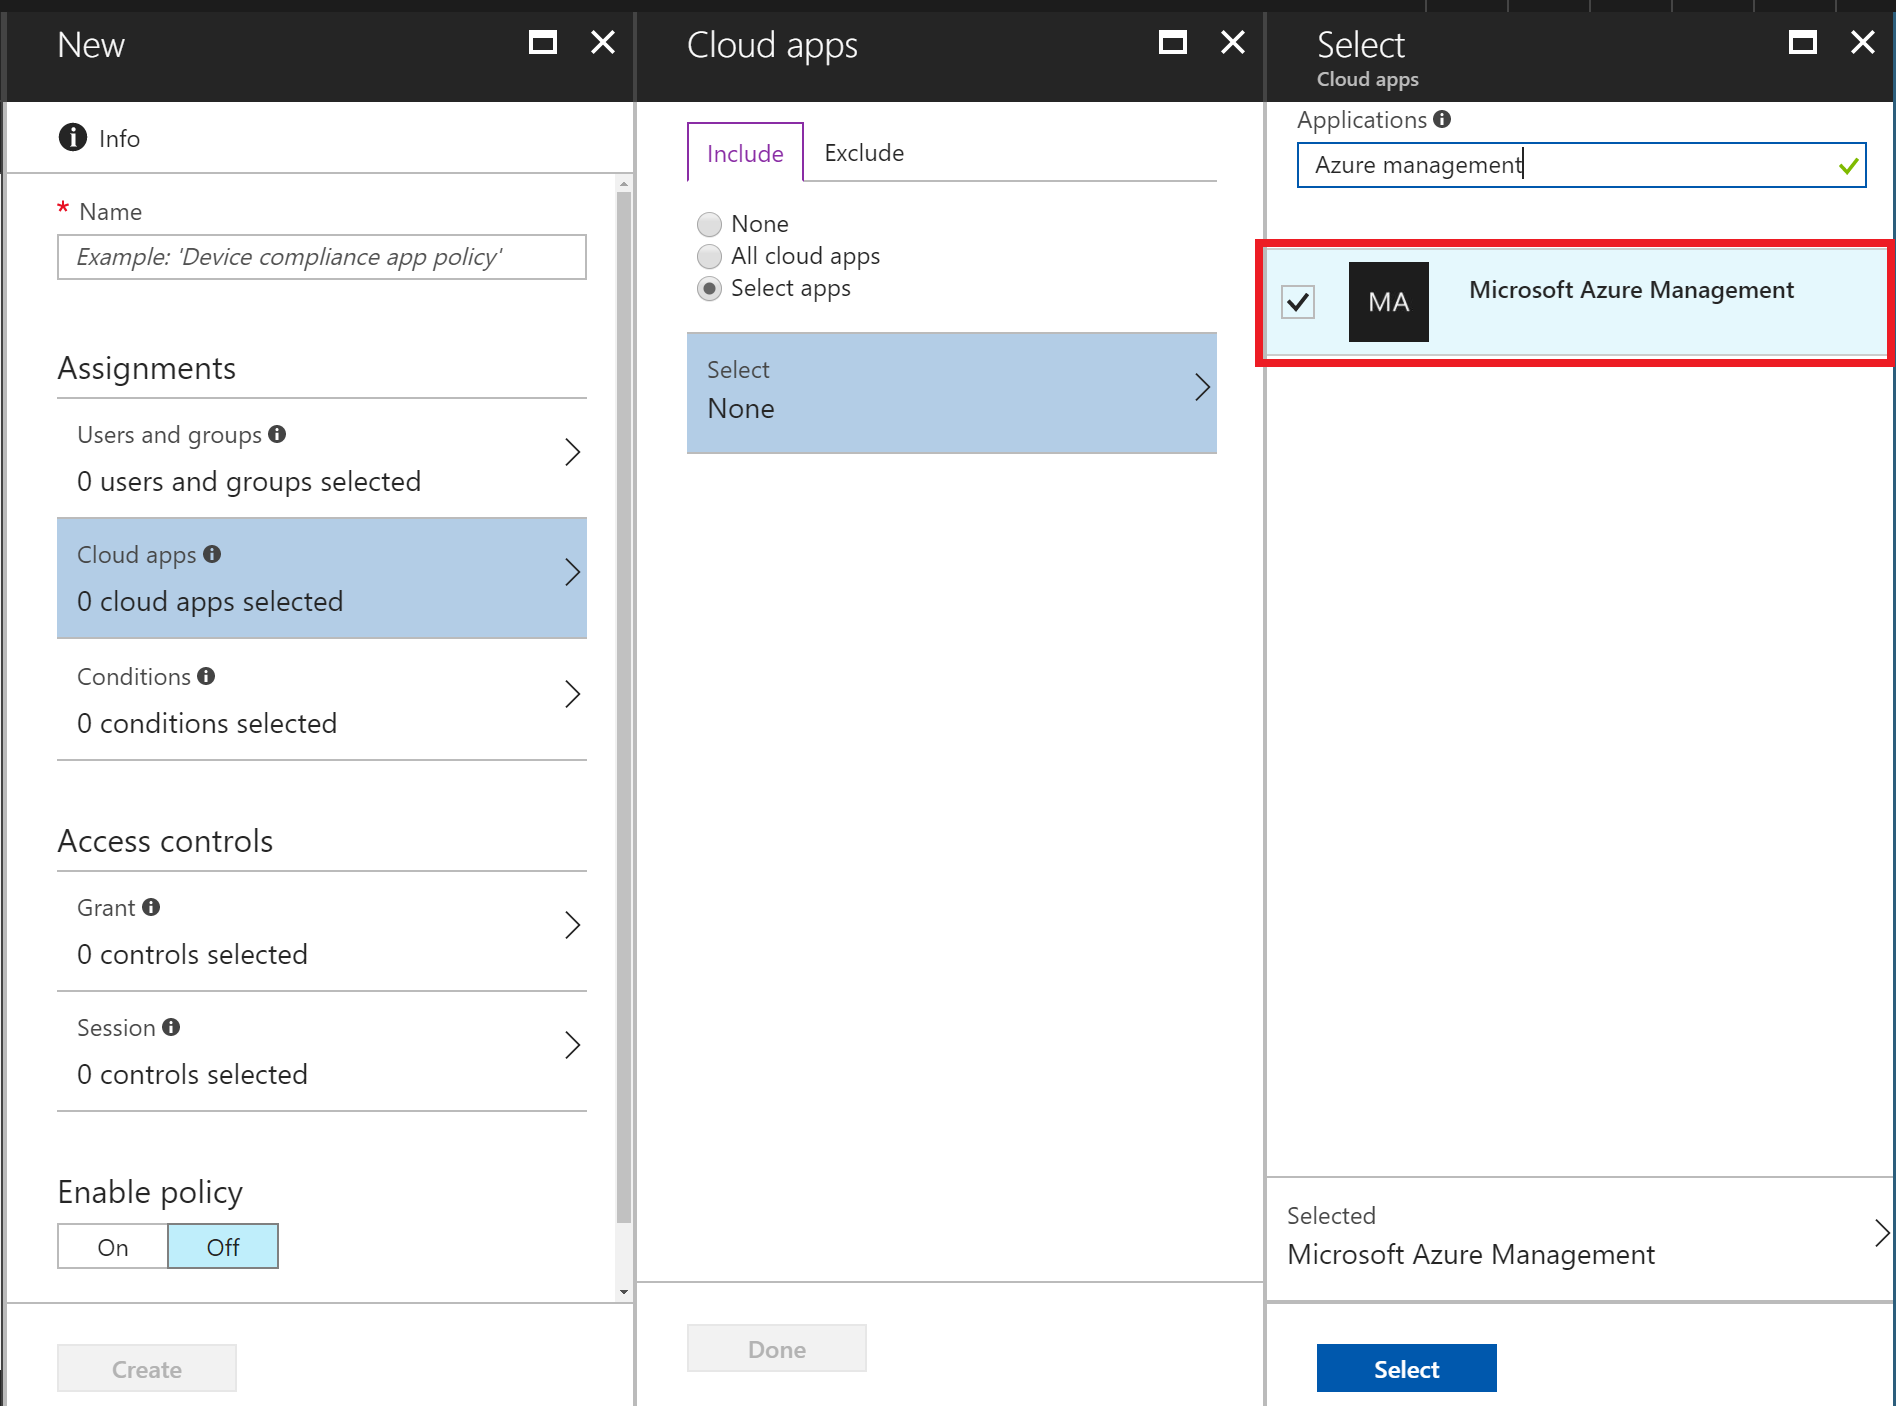 New
Info
* Name
Example: 'Device compliance app policy'
Assignments
Users and groups
0 users and groups selected
Cloud apps
0 cloud apps selected
Conditions
0 conditions selected
Access controls
Grant
0 controls selected
Session
0 controls selected
Enable policy
On Off
Create
Cloud apps
Include Exclude
None
All cloud apps
Select apps
Select
None
Done
Select
Cloud apps
Applications
Azure management
MA Microsoft Azure Management
Selected
Microsoft Azure Management
Select